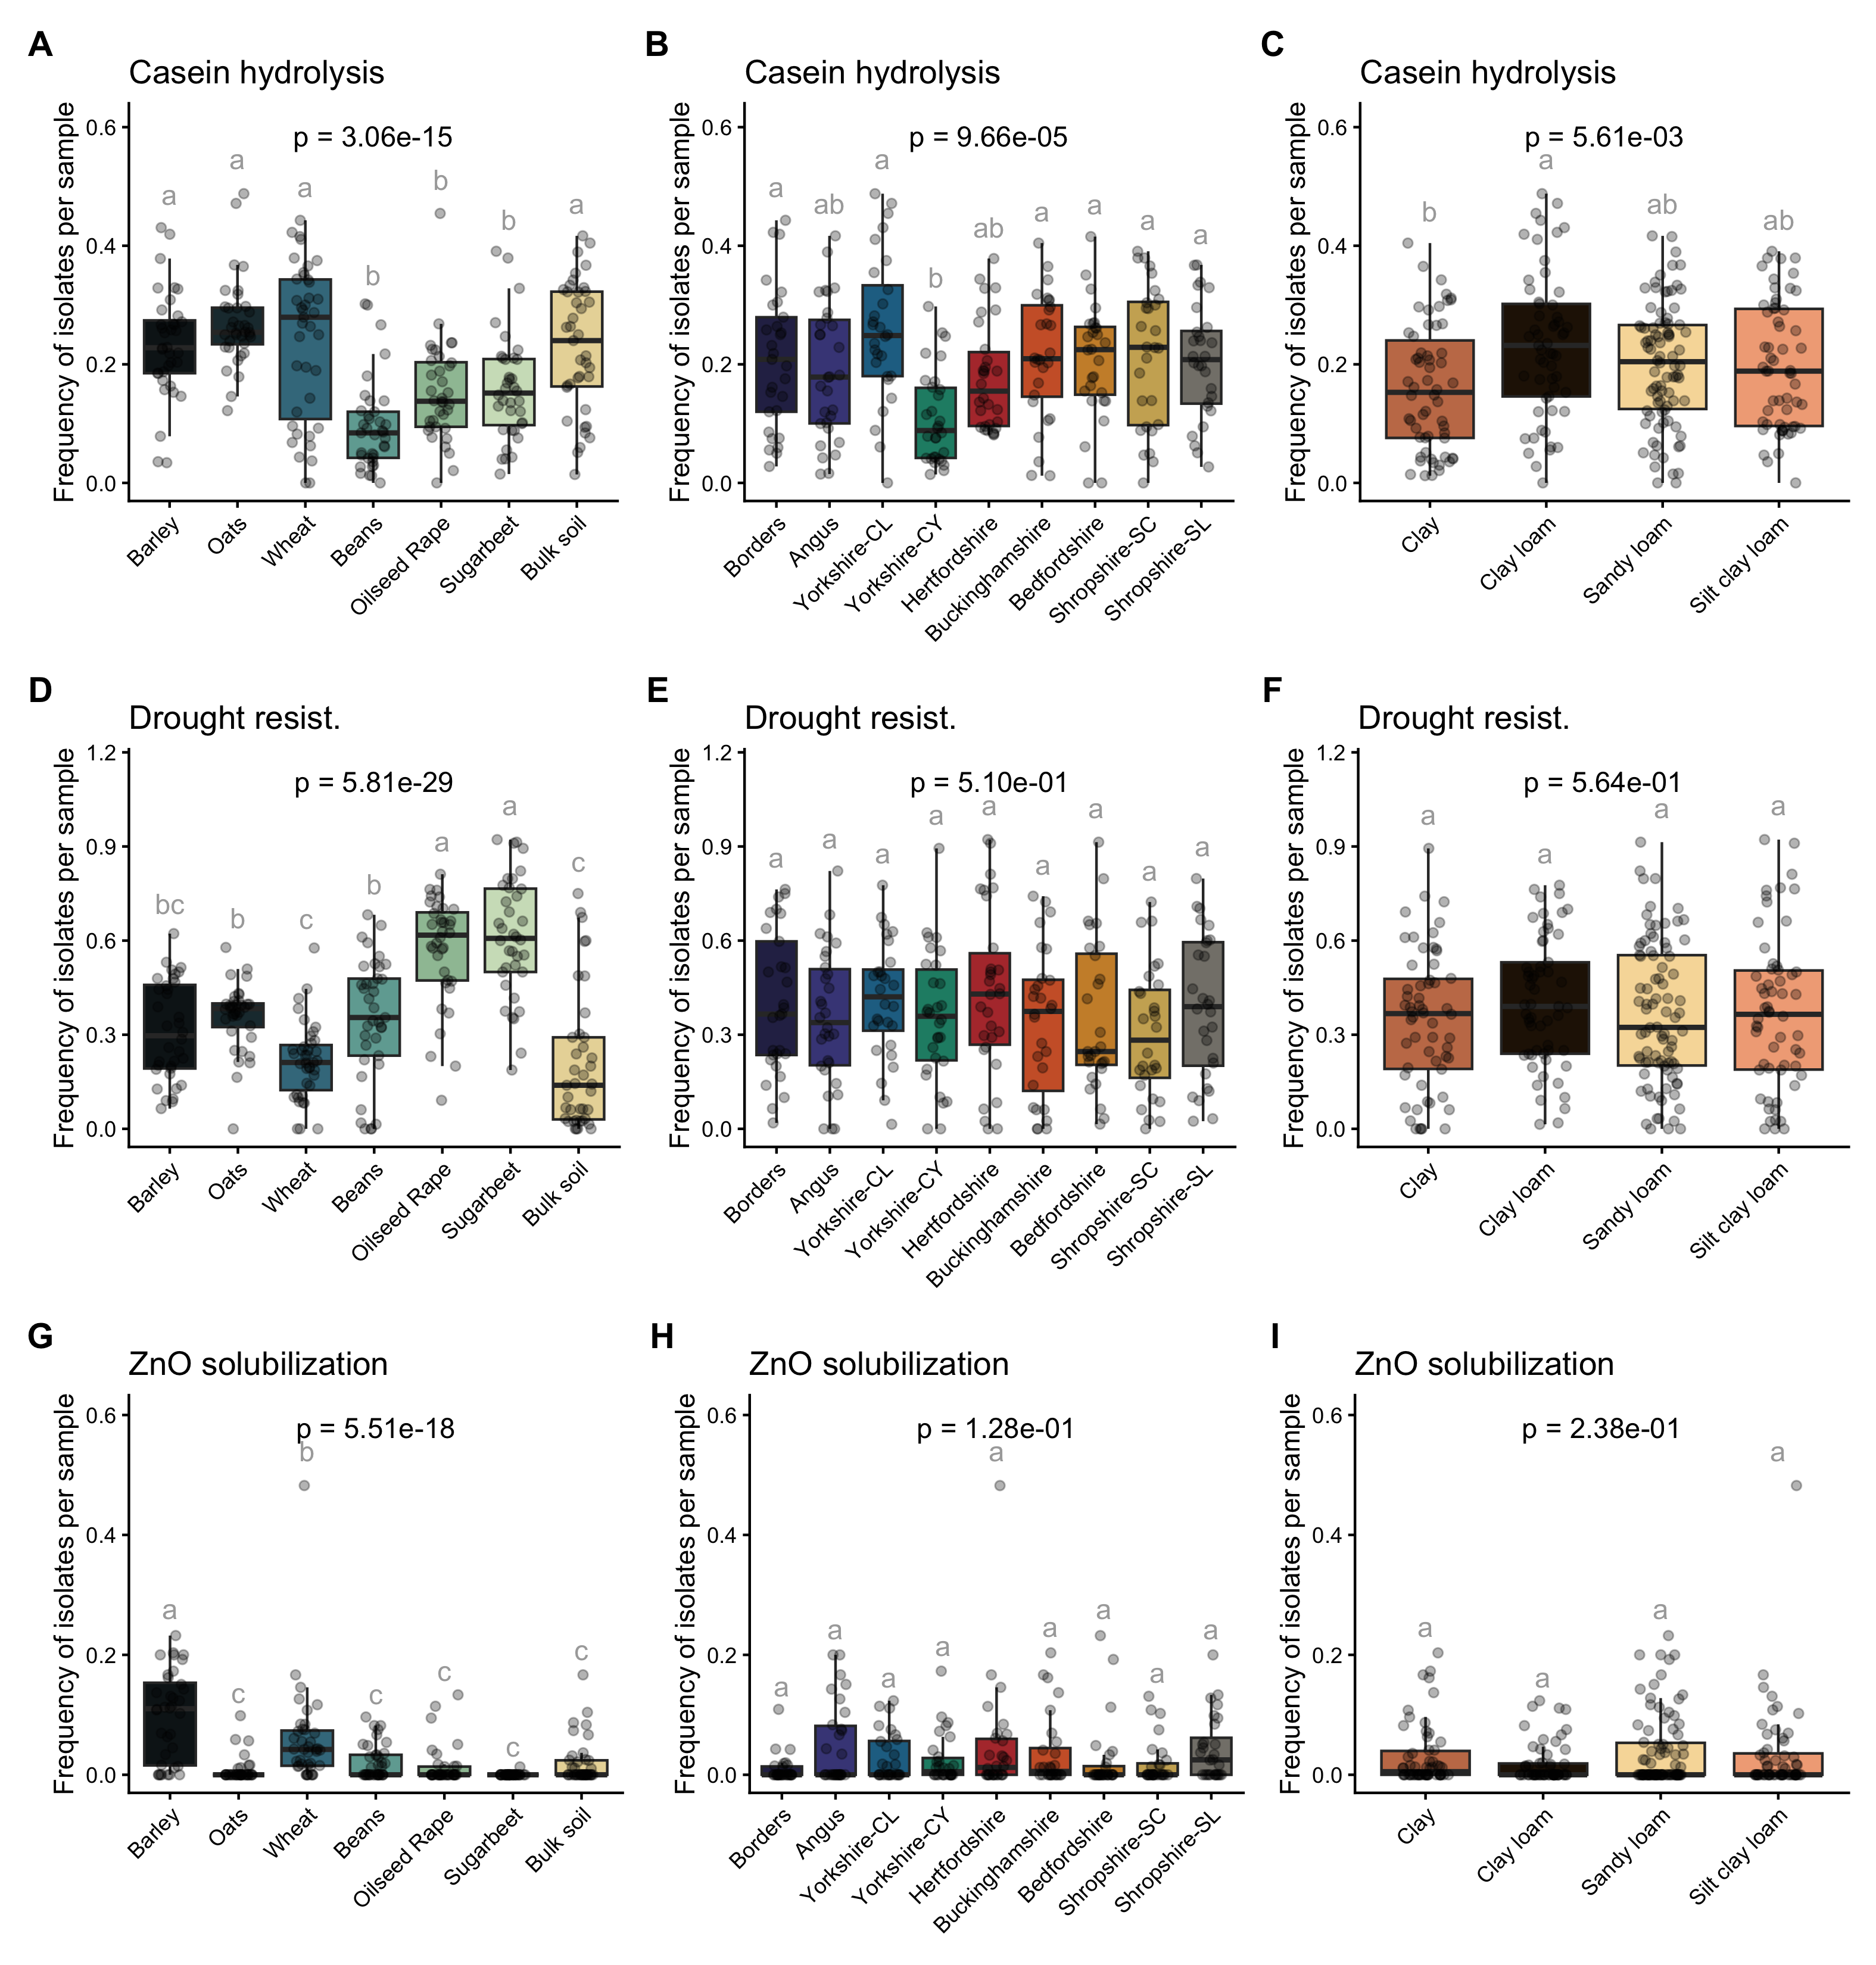 A
Casein hydrolysis
Frequency of isolates per sample
0.6
0.4
0.2
0.0
p = 3.06e-15
a a a b b b a
Barley Oats Wheat Beans Oilseed Rape Sugarbeet Bulk soil
B
Casein hydrolysis
Frequency of isolates per sample
0.6
0.4
0.2
0.0
p = 9.66e-05
a ab a b ab a a a a
Borders Angus Yorkshire-CL Yorkshire-CY Hertfordshire Buckinghamshire Bedfordshire Shropshire-SC Shropshire-SL
C
Casein hydrolysis
Frequency of isolates per sample
0.6
0.4
0.2
0.0
p = 5.61e-03
b a ab ab
Clay Clay loam Sandy loam Silt clay loam
D
Drought resist.
Frequency of isolates per sample
1.2
0.9
0.6
0.3
0.0
p = 5.81e-29
bc b c b a a c
Barley Oats Wheat Beans Oilseed Rape Sugarbeet Bulk soil
E
Drought resist.
Frequency of isolates per sample
1.2
0.9
0.6
0.3
0.0
p = 5.10e-01
a a a a a a a a a
Borders Angus Yorkshire-CL Yorkshire-CY Hertfordshire Buckinghamshire Bedfordshire Shropshire-SC Shropshire-SL
F
Drought resist.
Frequency of isolates per sample
1.2
0.9
0.6
0.3
0.0
p = 5.64e-01
a a a a
Clay Clay loam Sandy loam Silt clay loam
G
ZnO solubilization
Frequency of isolates per sample
0.6
0.4
0.2
0.0
p = 5.51e-18
a c b c c c c
Barley Oats Wheat Beans Oilseed Rape Sugarbeet Bulk soil
H
ZnO solubilization
Frequency of isolates per sample
0.6
0.4
0.2
0.0
p = 1.28e-01
a a a a a a a a a
Borders Angus Yorkshire-CL Yorkshire-CY Hertfordshire Buckinghamshire Bedfordshire Shropshire-SC Shropshire-SL
I
ZnO solubilization
Frequency of isolates per sample
0.6
0.4
0.2
0.0
p = 2.38e-01
a a a a
Clay Clay loam Sandy loam Silt clay loam